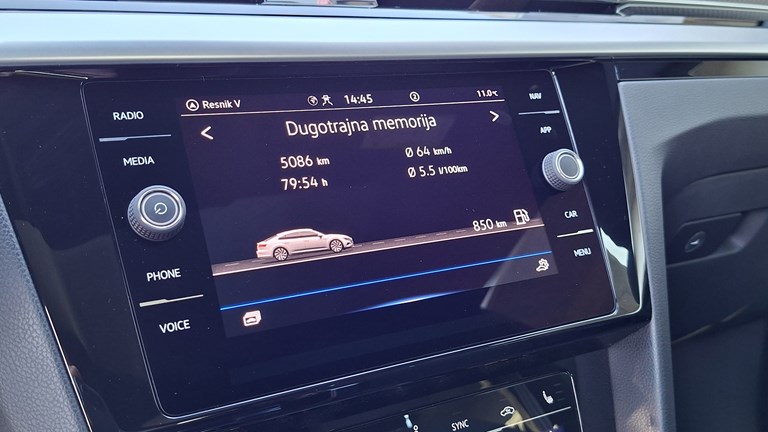 Resnik V 14:45 2 11.0°C
RADIO
MEDIA
PHONE
VOICE
NAV
APP
CAR
MENU
< Dugotrajna memorija >
5086 km Ø 64 km/h
79:54 h Ø 5.5 l/100km
850 km
SYNC